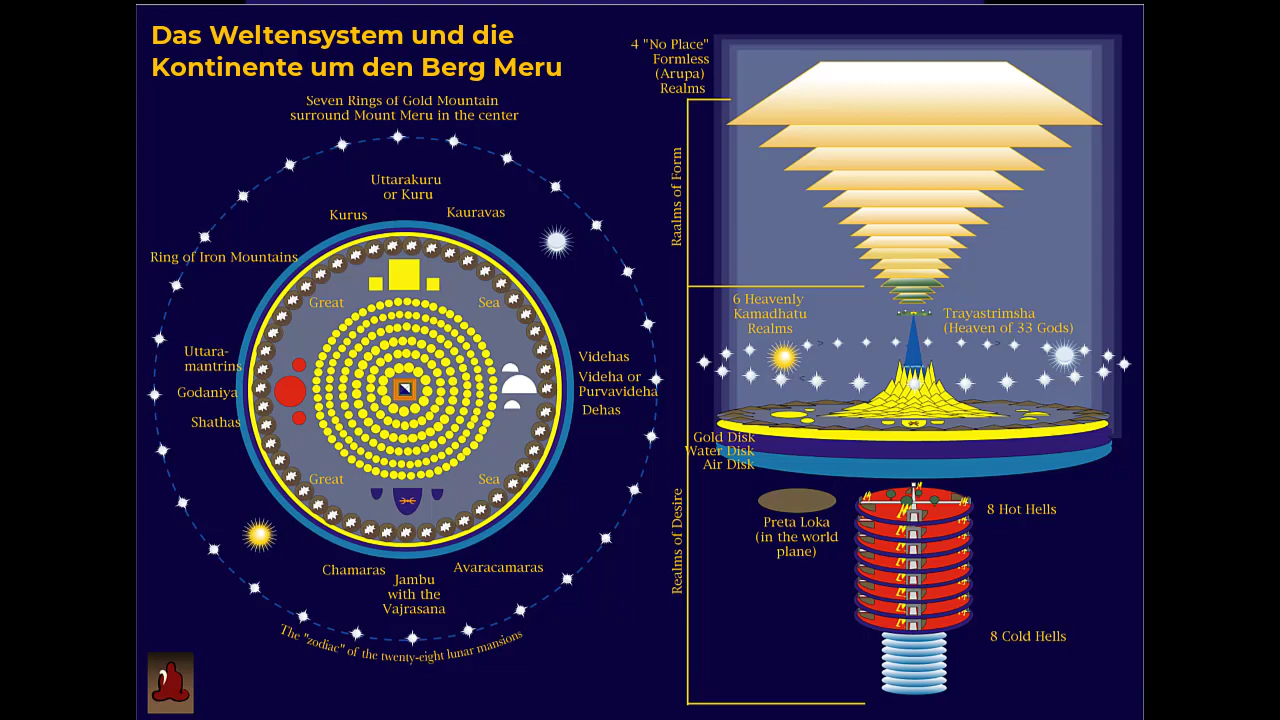 Das Weltensystem und die
Kontinente um den Berg Meru
Seven Rings of Gold Mountain
surround Mount Meru in the center
Uttarakuru
or Kuru
Kurus
Kauravas
Ring of Iron Mountains
Great
Sea
Uttara-
mantrins
Godaniya
Shathas
Videhas
Videha or
Purvavideha
Dehas
Great
Sea
Chamaras
Jambu
with the
Vajrasana
Avaracamaras
The "zodiac" of the twenty-eight lunar mansions
4 "No Place"
Formless
(Arupa)
Realms
Raalms of Form
6 Heavenly
Kamadhatu
Realms
Trayastrimsha
(Heaven of 33 Gods)
Gold Disk
Water Disk
Air Disk
Realms of Desire
Preta Loka
(in the world
plane)
8 Hot Hells
8 Cold Hells